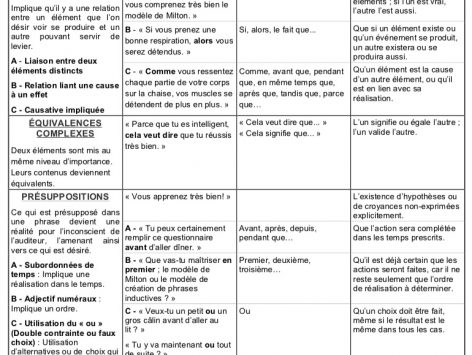 Implique qu'il y a une relation
entre un élément que l'on
désir voir se produire et un
autre pouvant servir de
levier.
A - Liaison entre deux
éléments distincts
B - Relation liant une cause
à un effet
C - Causative impliquée
vous comprenez très bien le
modèle de Milton. »
éléments ; si l'un est vrai,
l'autre l'est aussi.
B - « Si vous prenez une
bonne respiration, alors vous
serez détendus. »
Si, alors, le fait que...
Que si un élément existe ou
qu'un événement se produit,
un autre existera ou se
produira aussi.
C - « Comme vous ressentez
chaque partie de votre corps
sur la chaise, vos muscles se
détendent de plus en plus. »
Comme, avant que, pendant
que, en même temps que,
après que, tandis que, parce
que...
Qu'un élément est la cause
d'un autre élément, ou qu'il
est en lien avec sa
réalisation.
ÉQUIVALENCES
COMPLEXES
Deux éléments sont mis au
même niveau d'importance.
Leurs contenus deviennent
équivalents.
« Parce que tu es intelligent,
cela veut dire que tu réussis
très bien. »
« Cela veut dire que... »
« Cela signifie que... »
L'un signifie ou égale l'autre ;
l'un valide l'autre.
PRÉSUPPOSITIONS
Ce qui est présupposé dans
une phrase devient une
réalité pour l'inconscient de
l'auditeur, l'amenant ainsi
vers ce qui est désiré.
A - Subordonnées de
temps : Implique une
réalisation dans le temps.
B - Adjectif numéraux :
Implique un ordre.
C - Utilisation du « ou »
(Double contrainte ou faux
choix) : Utilisation
d'alternatives ou de choix qui
« Vous apprenez très bien! »
L'existence d'hypothèses ou
de croyances non-exprimées
explicitement.
A - « Tu peux certainement
remplir ce questionnaire
avant d'aller dîner. »
Avant, après, depuis,
pendant que...
Que l'action sera complétée
dans les temps prescrits.
B - « Que vas-tu maîtriser en
premier ; le modèle de
Milton ou le modèle de
création de phrases
inductives ? »
Premier, deuxième,
troisième...
Qu'il est déjà certain que les
actions seront faites, car il ne
reste seulement que l'ordre
de réalisation à déterminer.
C - « Veux-tu un petit ou un
gros câlin avant d'aller au
lit ? »
« Tu y va maintenant ou tout
de suite ? »
Ou
Qu'un choix doit être fait,
même si le résultat est le
même dans tous les cas.